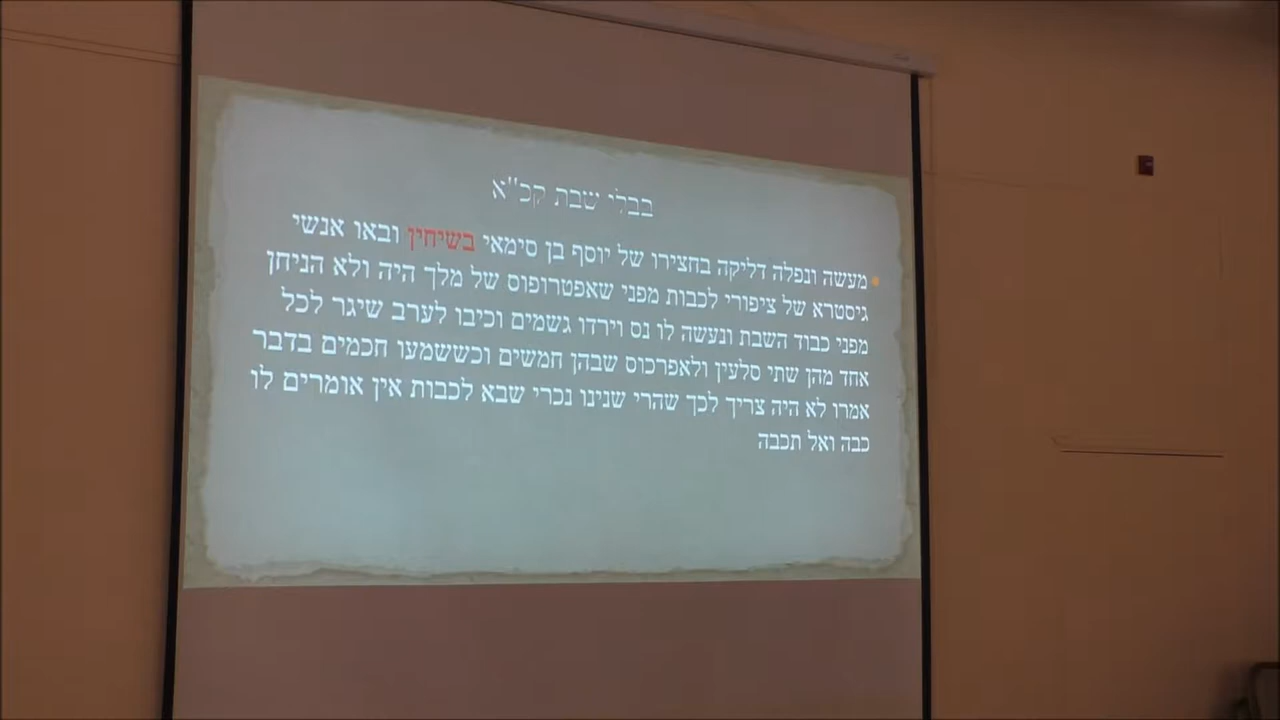 בבלי שבת קכ"א
מעשה ונפלה דליקה בחצירו של יוסף בן סימאי בשיחין ובאו אנשי
גיסטרא של ציפורי לכבות מפני שאפטרופוס של מלך היה ולא הניחן
מפני כבוד השבת ונעשה לו נס וירדו גשמים וכיבו לערב שיגר לכל
אחד מהן שתי סלעין ולאפרכוס שבהן חמשים וכששמעו חכמים בדבר
אמרו לא היה צריך לכך שהרי שנינו נכרי שבא לכבות אין אומרים לו
כבה ואל תכבה